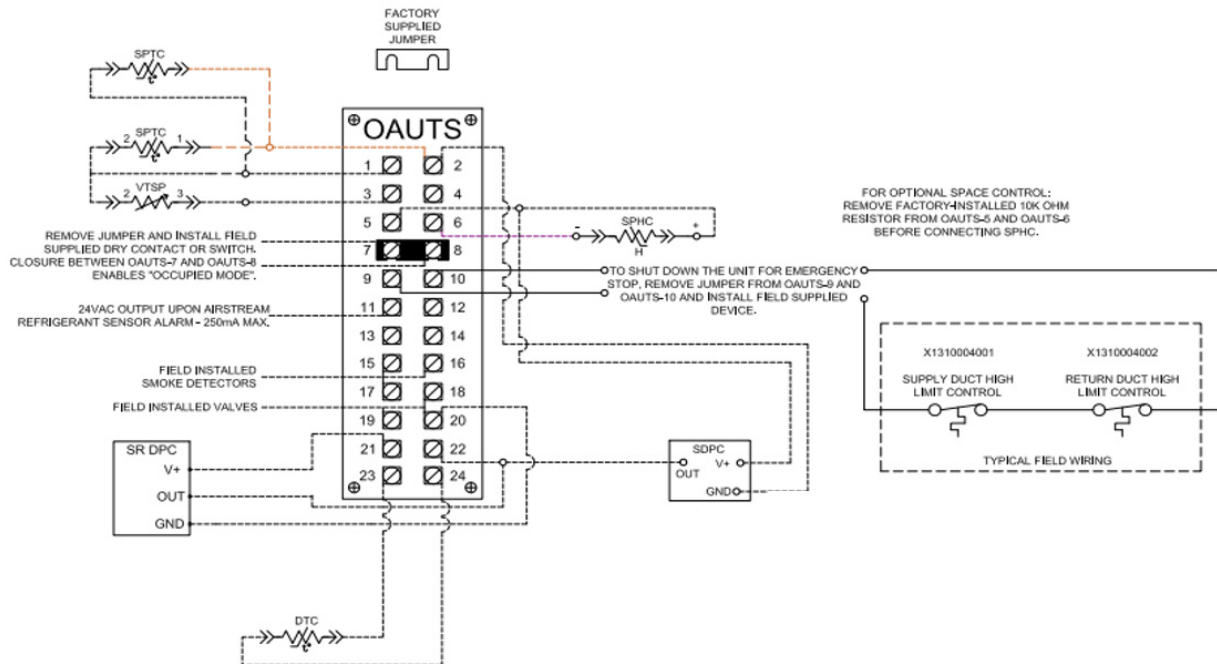 FACTORY
SUPPLIED
JUMPER
SPTC
t°
2 SPTC 1
t°
2 VTSP 3
OAUTS
1 2
3 4
5 6
7 8
9 10
11 12
13 14
15 16
17 18
19 20
21 22
23 24
REMOVE JUMPER AND INSTALL FIELD
SUPPLIED DRY CONTACT OR SWITCH.
CLOSURE BETWEEN OAUTS-7 AND OAUTS-8
ENABLES "OCCUPIED MODE".
24VAC OUTPUT UPON AIRSTREAM
REFRIGERANT SENSOR ALARM - 250mA MAX.
FIELD INSTALLED
SMOKE DETECTORS
FIELD INSTALLED VALVES
SR DPC
V+
OUT
GND
DTC
t°
SPHC
- +
H
FOR OPTIONAL SPACE CONTROL:
REMOVE FACTORY-INSTALLED 10K OHM
RESISTOR FROM OAUTS-5 AND OAUTS-6
BEFORE CONNECTING SPHC.
TO SHUT DOWN THE UNIT FOR EMERGENCY
STOP, REMOVE JUMPER FROM OAUTS-9 AND
OAUTS-10 AND INSTALL FIELD SUPPLIED
DEVICE.
X1310004001 X1310004002
SUPPLY DUCT HIGH
LIMIT CONTROL
RETURN DUCT HIGH
LIMIT CONTROL
TYPICAL FIELD WIRING
SDPC
OUT V+
GND